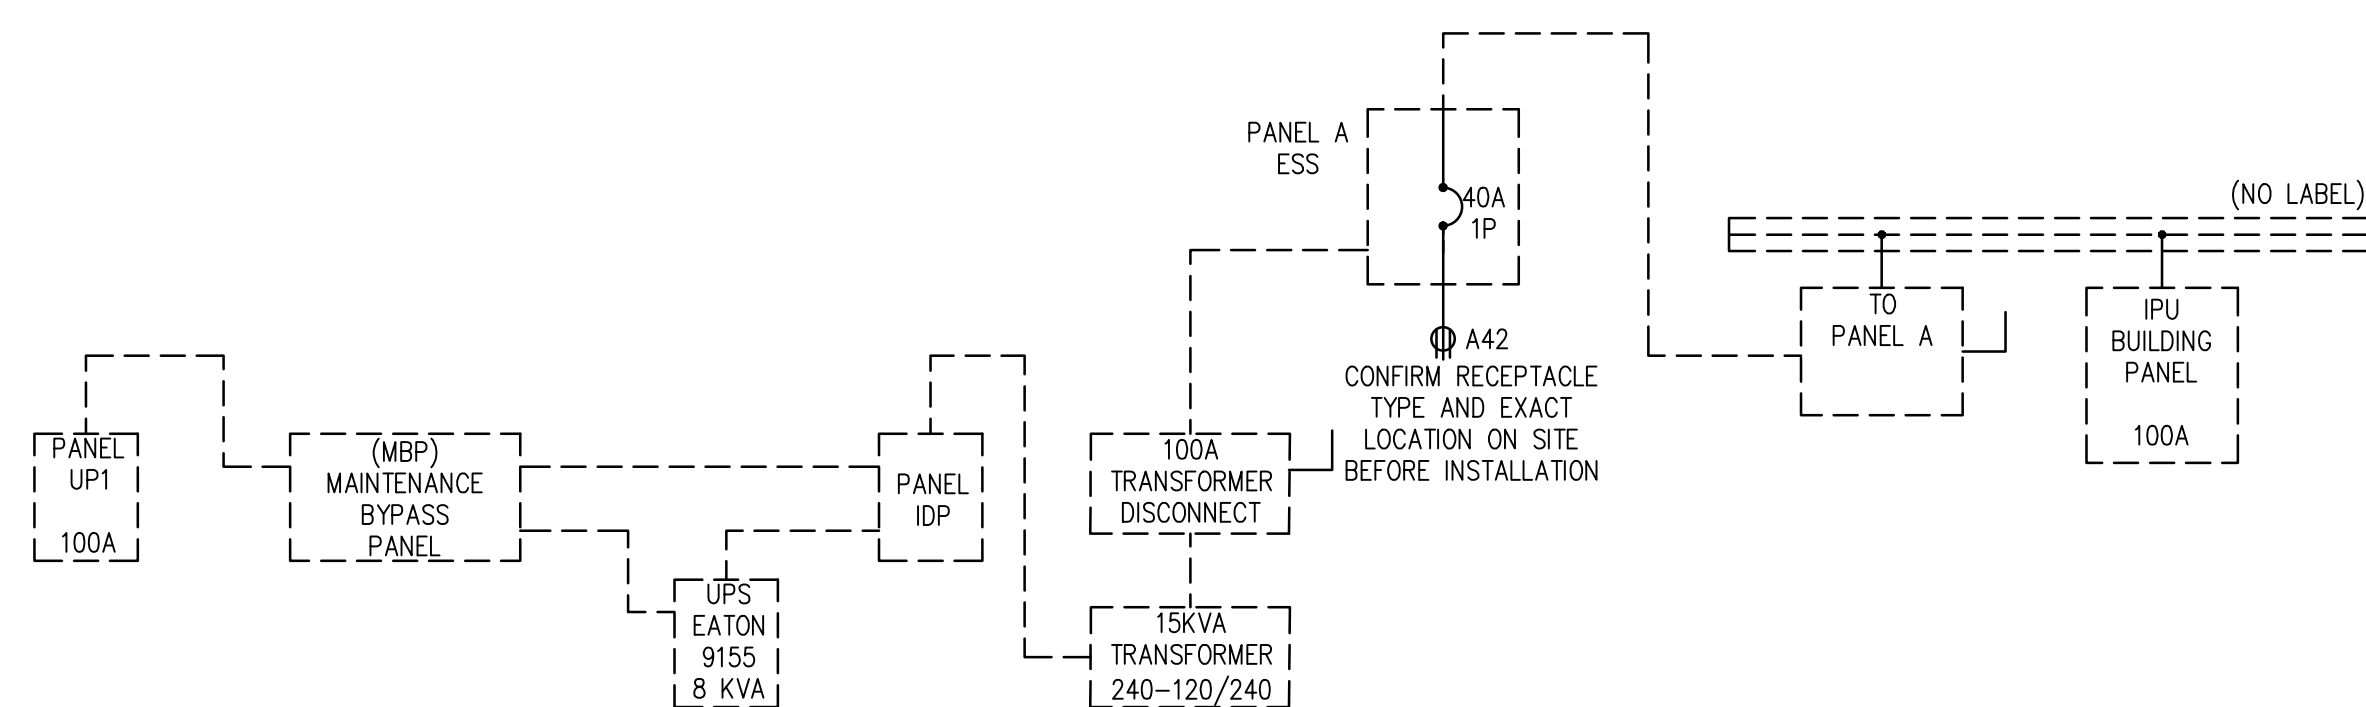 PANEL A
ESS
40A
1P
A42
CONFIRM RECEPTACLE
TYPE AND EXACT
LOCATION ON SITE
BEFORE INSTALLATION
(NO LABEL)
TO
PANEL A
IPU
BUILDING
PANEL
100A
PANEL
UP1
100A
(MBP)
MAINTENANCE
BYPASS
PANEL
UPS
EATON
9155
8 KVA
PANEL
IDP
100A
TRANSFORMER
DISCONNECT
15KVA
TRANSFORMER
240-120/240